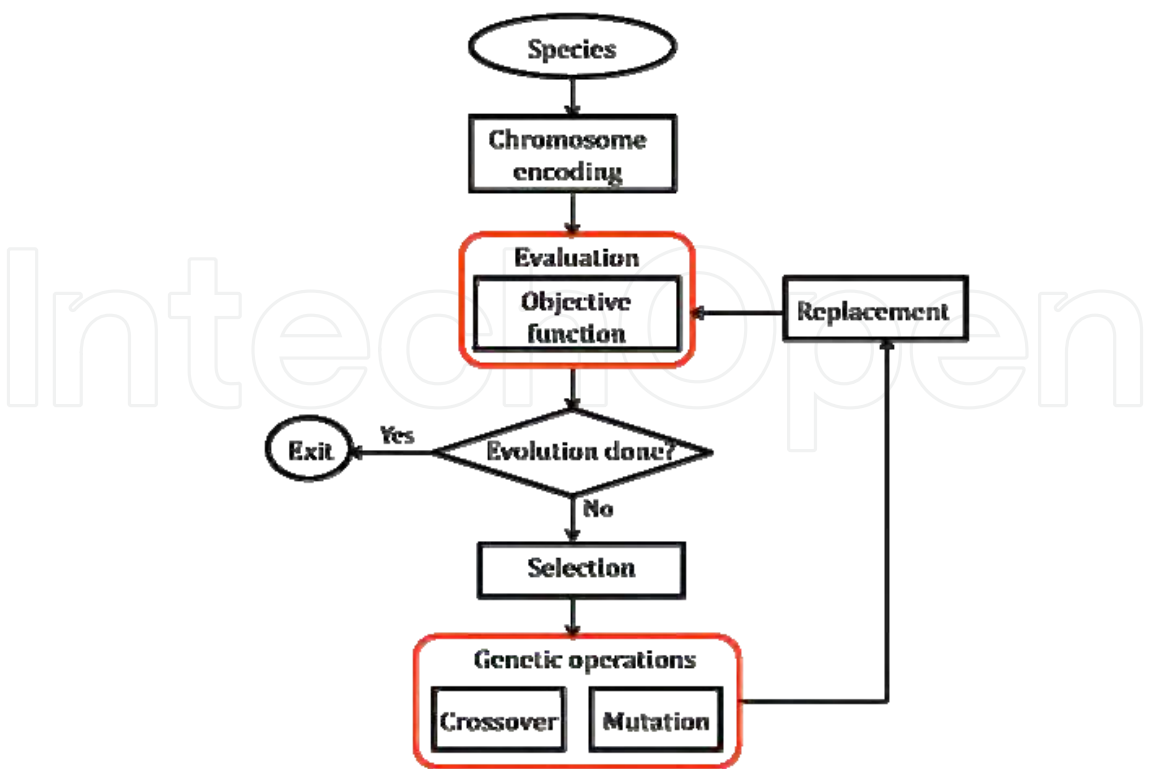 Species
Chromosome
encoding
Evaluation
Objective
function
Replacement
IntechOpen
Evolution done?
Yes
Exit
No
Selection
Genetic operations
Crossover
Mutation